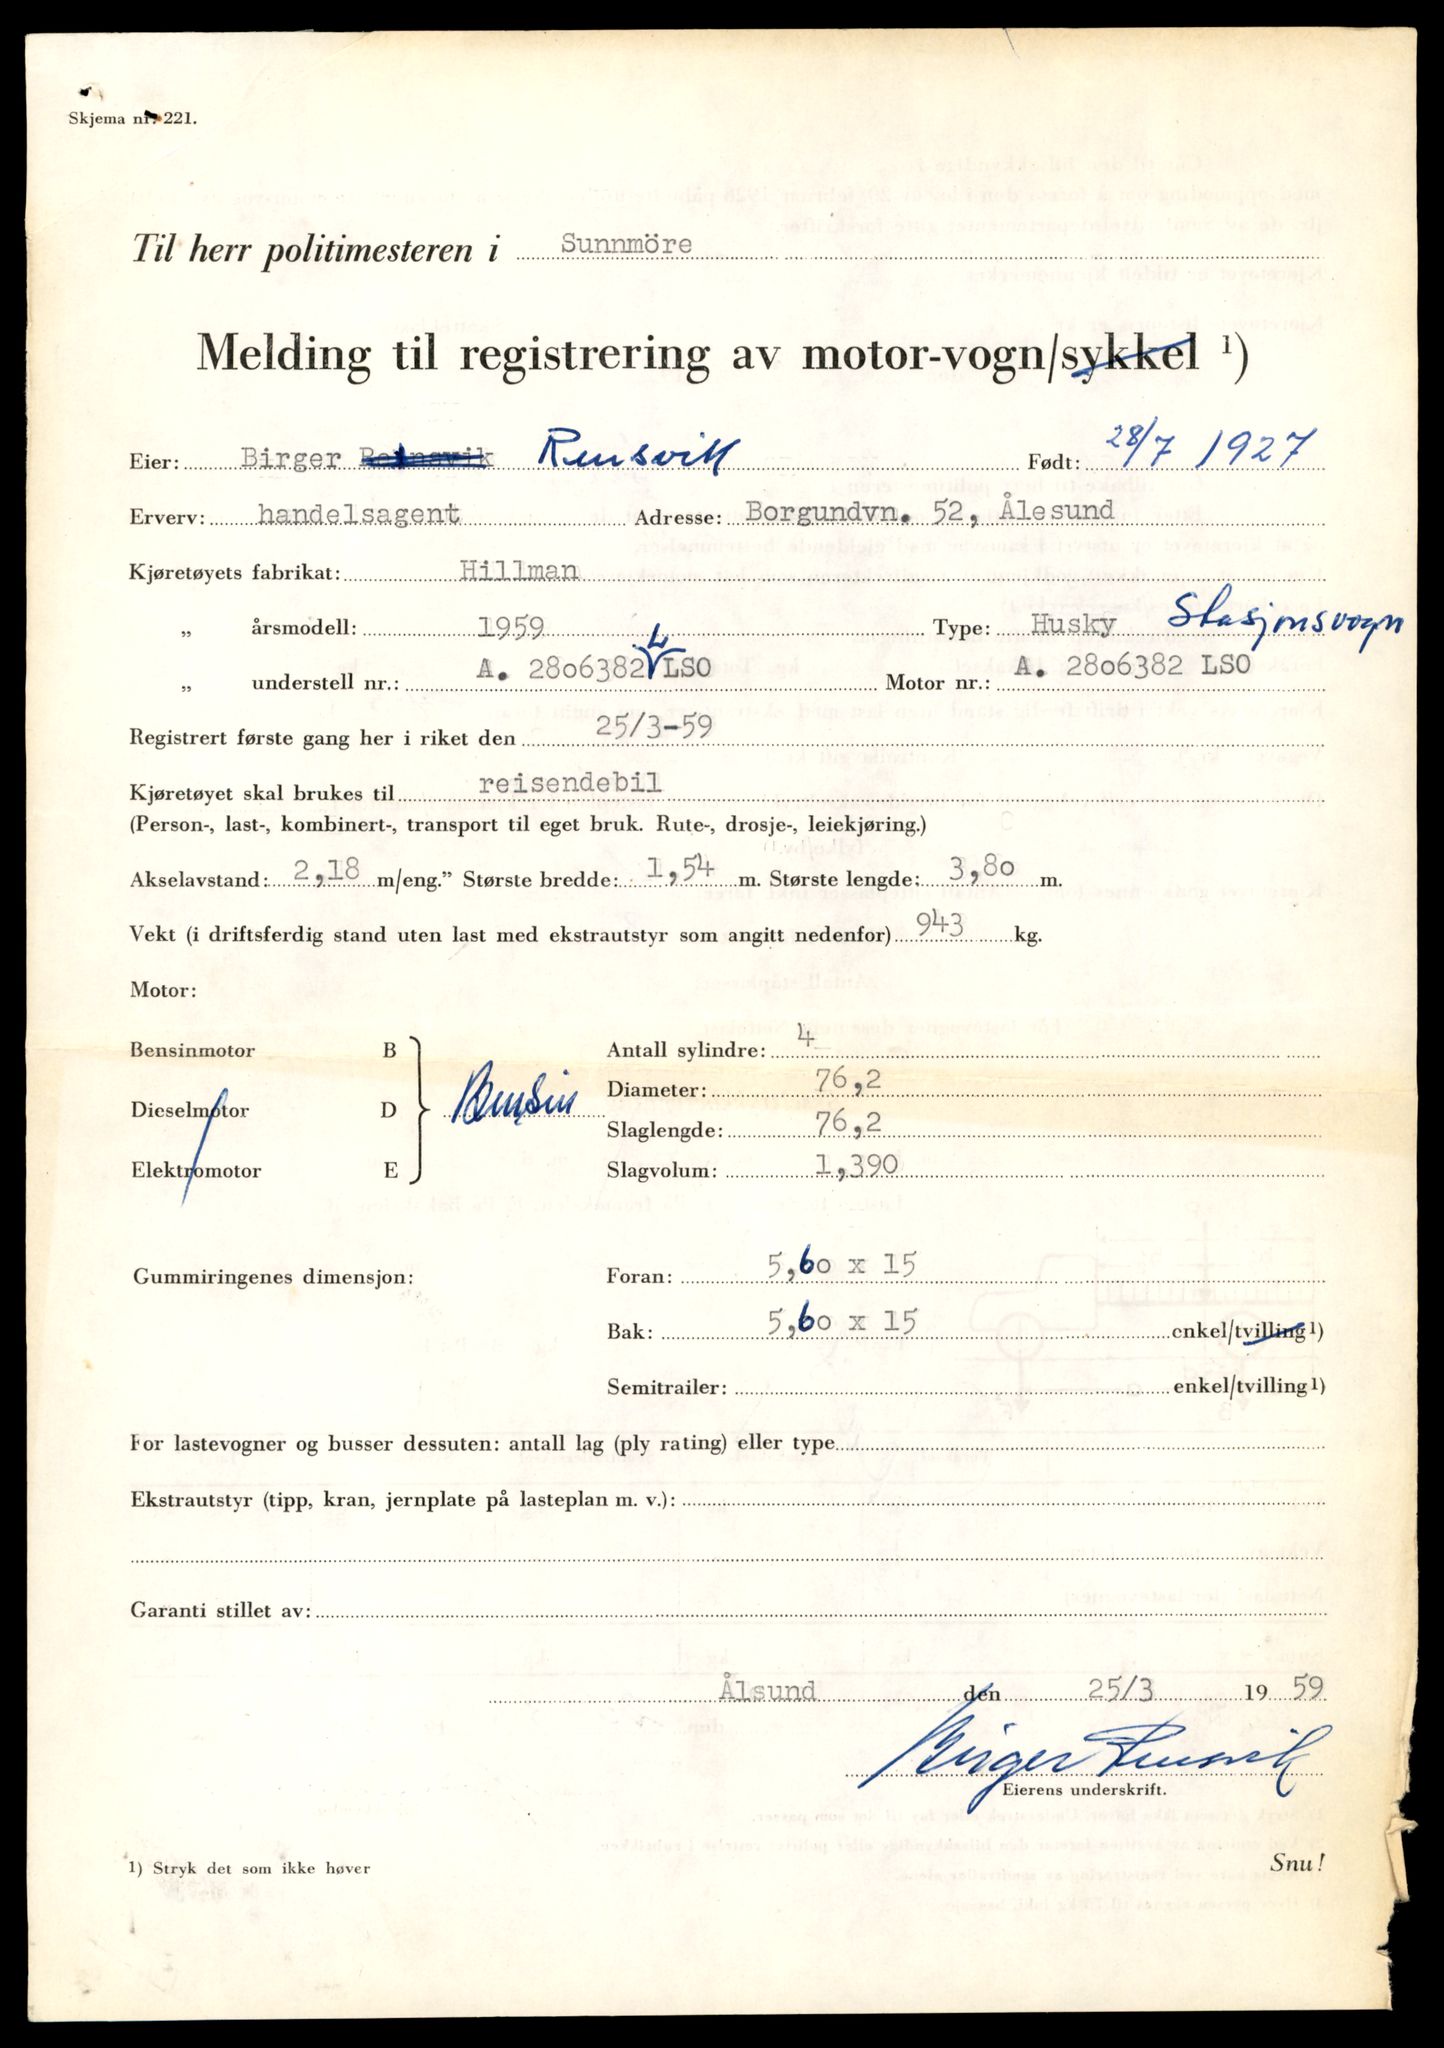 Skjema nr. 221.
Til herr politimesteren i Sunnmöre
Melding til registrering av motor-vogn/sykkel 1)
Eier: Birger Rensvik Født: 28/7 1927
Erverv: handelsagent Adresse: Borgundvn. 52, Ålesund
Kjøretøyets fabrikat: Hillman
„ årsmodell: 1959 Type: Husky Stasjonsvogn
„ understell nr.: A. 2806382 L LSO Motor nr.: A. 2806382 LSO
Registrert første gang her i riket den 25/3-59
Kjøretøyet skal brukes til reisendebil
(Person-, last-, kombinert-, transport til eget bruk. Rute-, drosje-, leiekjøring.)
Akselavstand: 2,18 m/eng.” Største bredde: 1,54 m. Største lengde: 3,80 m.
Vekt (i driftsferdig stand uten last med ekstrautstyr som angitt nedenfor) 943 kg.
Motor:
Bensinmotor B Antall sylindre: 4
Diameter: 76,2
Dieselmotor D Bensin
Slaglengde: 76,2
Elektromotor E Slagvolum: 1,390
Gummiringenes dimensjon: Foran: 5,60 x 15
Bak: 5,60 x 15 enkel/tvilling 1)
Semitrailer: enkel/tvilling 1)
For lastevogner og busser dessuten: antall lag (ply rating) eller type
Ekstrautstyr (tipp, kran, jernplate på lasteplan m. v.):
Garanti stillet av:
Ålsund den 25/3 19 59
Birger Rensvik
Eierens underskrift.
1) Stryk det som ikke høver Snu!